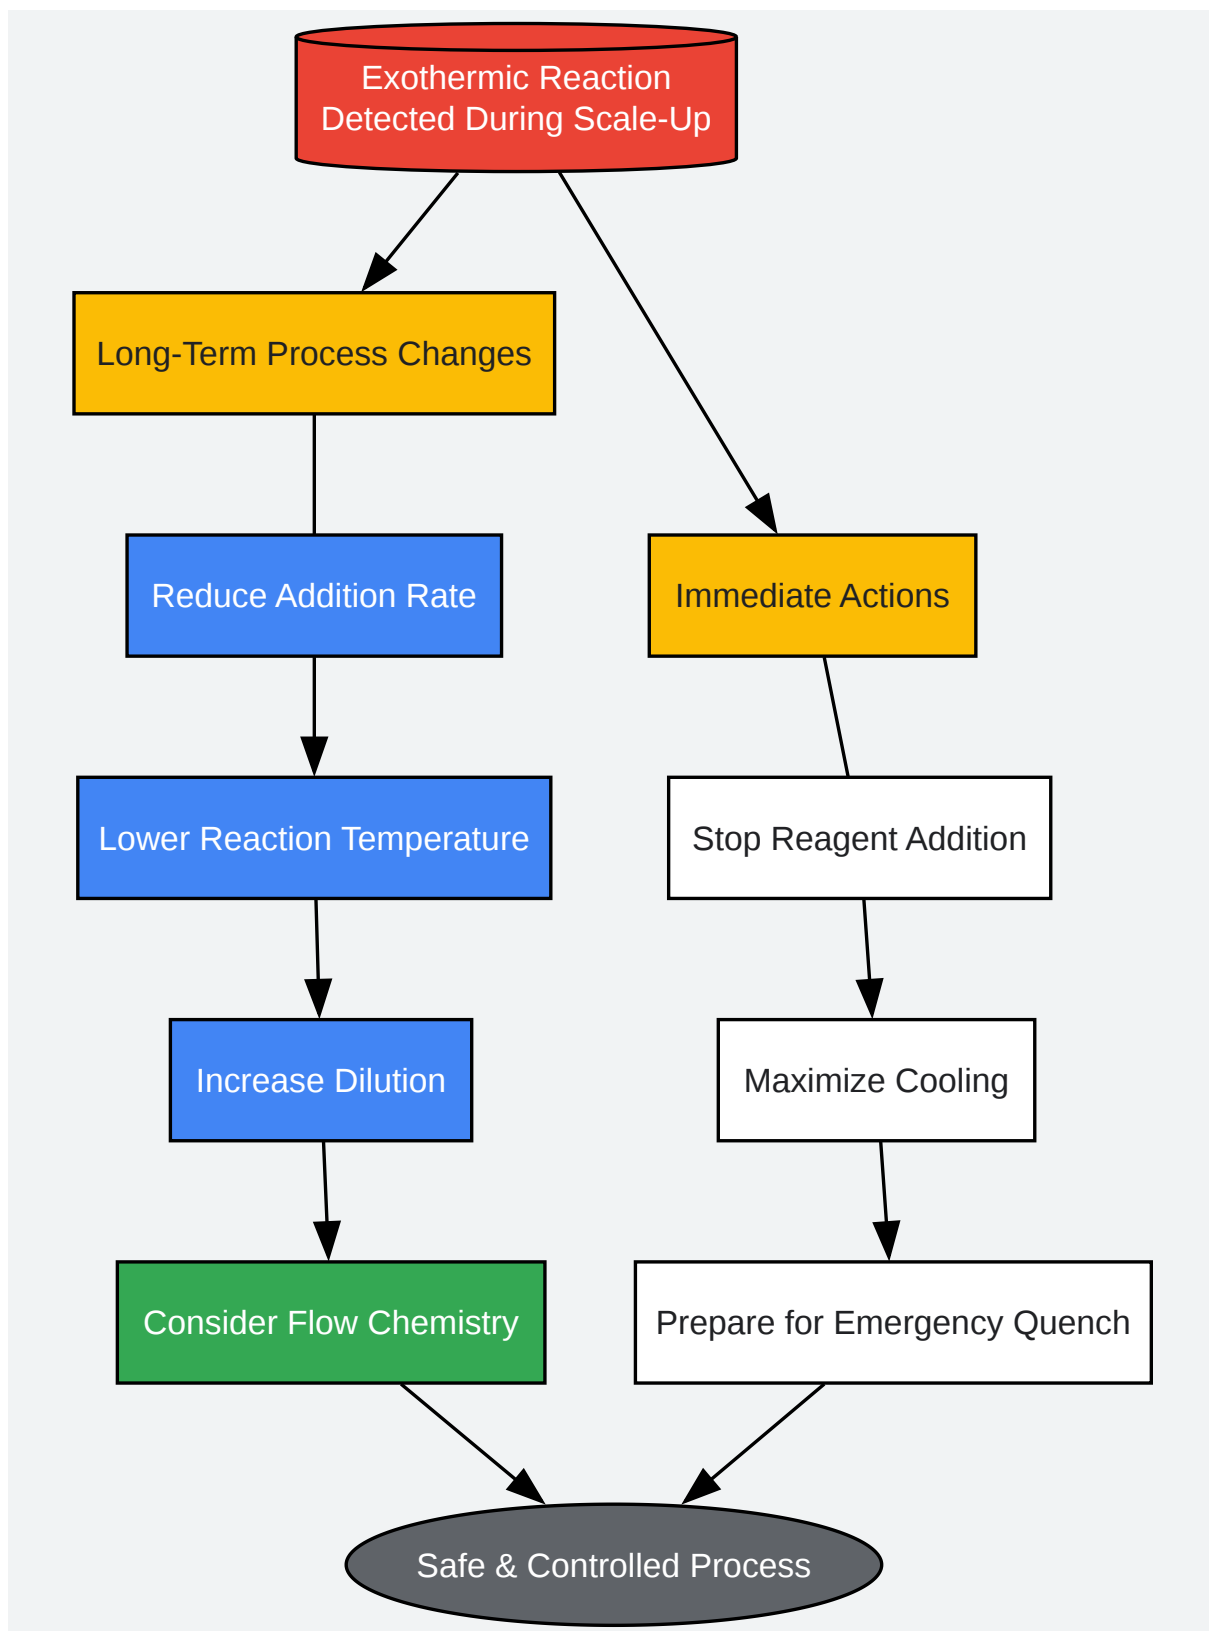 Exothermic Reaction
Detected During Scale-Up
Long-Term Process Changes
Reduce Addition Rate
Immediate Actions
Lower Reaction Temperature
Stop Reagent Addition
Increase Dilution
Maximize Cooling
Consider Flow Chemistry
Prepare for Emergency Quench
Safe & Controlled Process